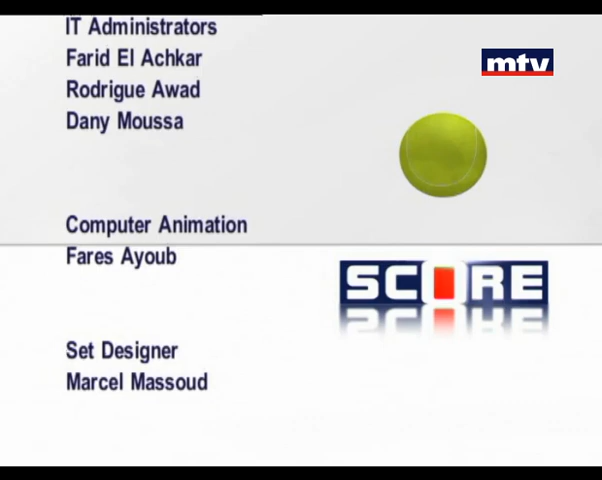 IT Administrators
Farid El Achkar
Rodrigue Awad
Dany Moussa
mtv
Computer Animation
Fares Ayoub
SCORE
Set Designer
Marcel Massoud